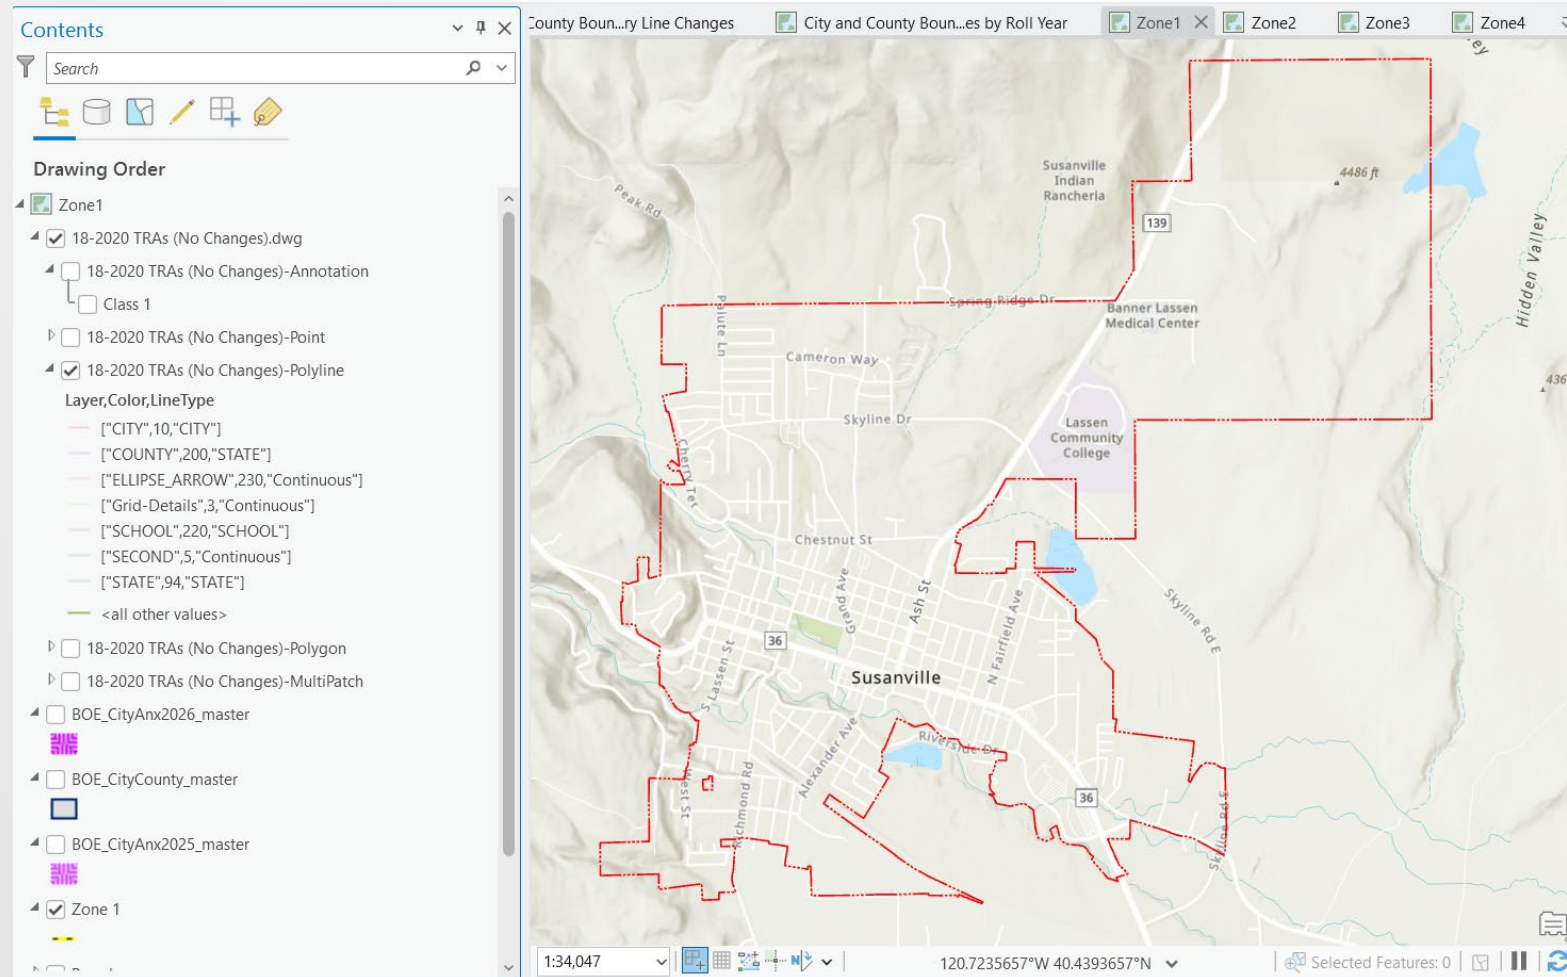 Contents
Search
Drawing Order
Zone1
18-2020 TRAs (No Changes).dwg
18-2020 TRAs (No Changes)-Annotation
Class 1
18-2020 TRAs (No Changes)-Point
18-2020 TRAs (No Changes)-Polyline
Layer,Color,LineType
["CITY",10,"CITY"]
["COUNTY",200,"STATE"]
["ELLIPSE_ARROW",230,"Continuous"]
["Grid-Details",3,"Continuous"]
["SCHOOL",220,"SCHOOL"]
["SECOND",5,"Continuous"]
["STATE",94,"STATE"]
<all other values>
18-2020 TRAs (No Changes)-Polygon
18-2020 TRAs (No Changes)-MultiPatch
BOE_CityAnx2026_master
BOE_CityCounty_master
BOE_CityAnx2025_master
Zone 1
County Boun...ry Line Changes
City and County Boun...es by Roll Year
Zone1
Zone2
Zone3
Zone4
ey
Susanville
Indian
Rancheria
4486 ft
Peak Rd
139
Hidden Valley
Spring Ridge Dr
Paiute Ln
Banner Lassen
Medical Center
Cameron Way
436
Skyline Dr
Lassen
Community
College
Cherry Ter
Chestnut St
Grand Ave
Ash St
N Fairfield Ave
Skyline Rd E
36
S Lassen St
Susanville
Riverside Dr
Alexander Ave
West St
Richmond Rd
36
Skyline Rd E
1:34,047
120.7235657°W 40.4393657°N
Selected Features: 0